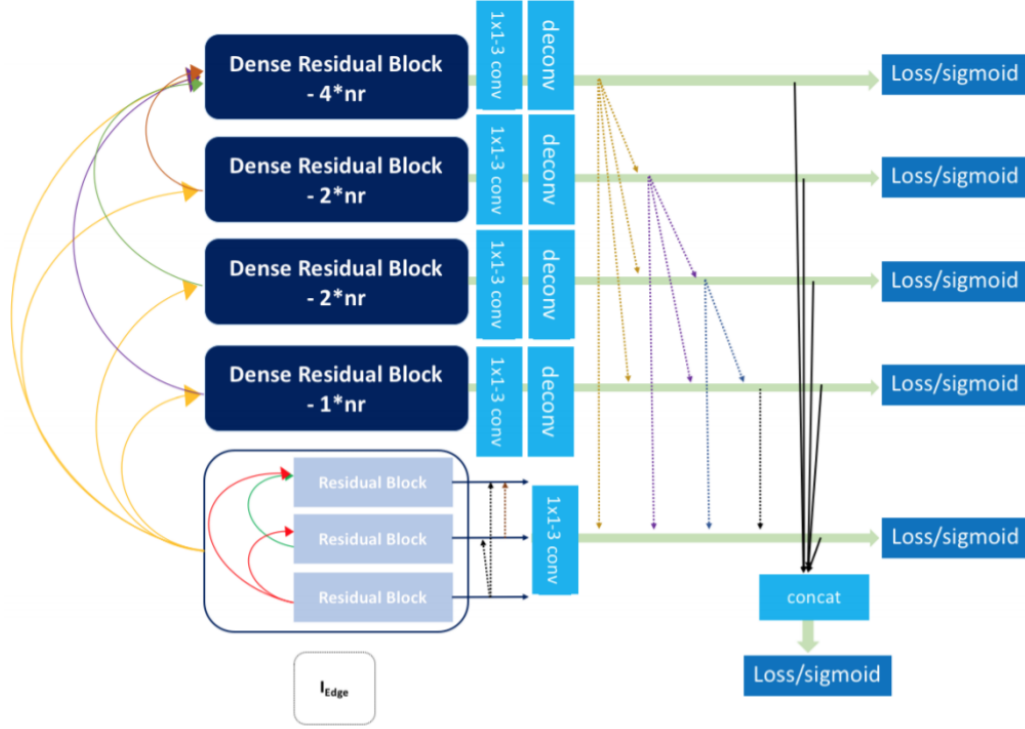 Dense Residual Block
- 4*nr
1x1-3 conv
deconv
Loss/sigmoid
Dense Residual Block
- 2*nr
1x1-3 conv
deconv
Loss/sigmoid
Dense Residual Block
- 2*nr
1x1-3 conv
deconv
Loss/sigmoid
Dense Residual Block
- 1*nr
1x1-3 conv
deconv
Loss/sigmoid
Residual Block
Residual Block
Residual Block
1x1-3 conv
Loss/sigmoid
concat
Loss/sigmoid
I_Edge